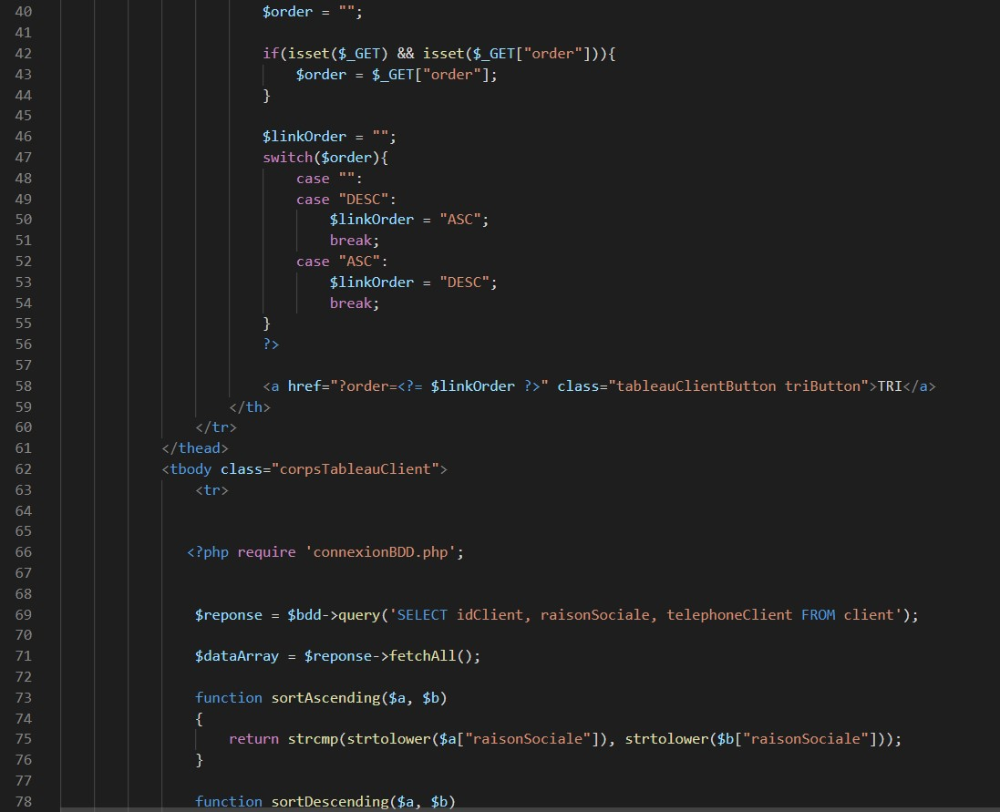 40 $order = "";
41
42 if(isset($_GET) && isset($_GET["order"])){
43 $order = $_GET["order"];
44 }
45
46 $linkOrder = "";
47 switch($order){
48 case "":
49 case "DESC":
50 $linkOrder = "ASC";
51 break;
52 case "ASC":
53 $linkOrder = "DESC";
54 break;
55 }
56 ?>
57
58 <a href="?order=<?= $linkOrder ?>" class="tableauClientButton triButton">TRI</a>
59 </th>
60 </tr>
61 </thead>
62 <tbody class="corpsTableauClient">
63 <tr>
64
65
66 <?php require 'connexionBDD.php';
67
68
69 $reponse = $bdd->query('SELECT idClient, raisonSociale, telephoneClient FROM client');
70
71 $dataArray = $reponse->fetchAll();
72
73 function sortAscending($a, $b)
74 {
75 return strcmp(strtolower($a["raisonSociale"]), strtolower($b["raisonSociale"]));
76 }
77
78 function sortDescending($a, $b)